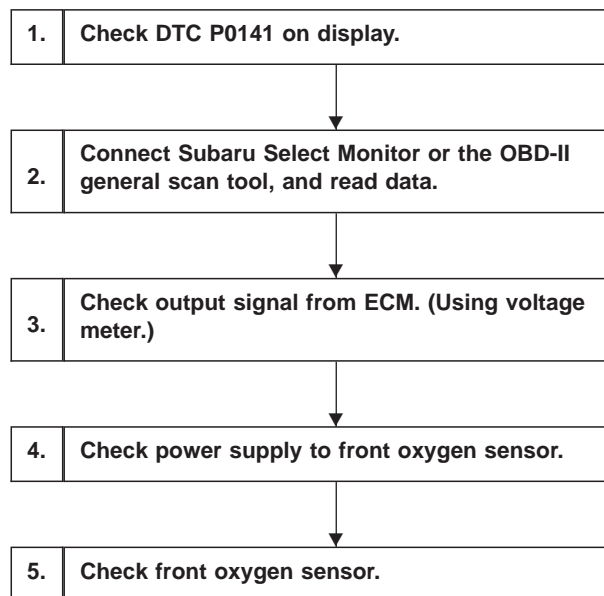 1. Check DTC P0141 on display.
2. Connect Subaru Select Monitor or the OBD-II
general scan tool, and read data.
3. Check output signal from ECM. (Using voltage
meter.)
4. Check power supply to front oxygen sensor.
5. Check front oxygen sensor.